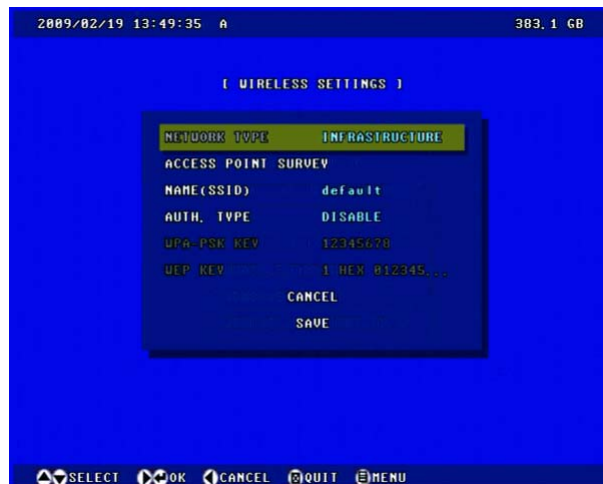 2009/02/19 13:49:35 A 383.1 GB
[ WIRELESS SETTINGS ]
NETWORK TYPE INFRASTRUCTURE
ACCESS POINT SURVEY
NAME(SSID) default
AUTH. TYPE DISABLE
WPA-PSK KEY 12345678
WEP KEY 1 HEX 012345...
CANCEL
SAVE
SELECT OK CANCEL QUIT MENU